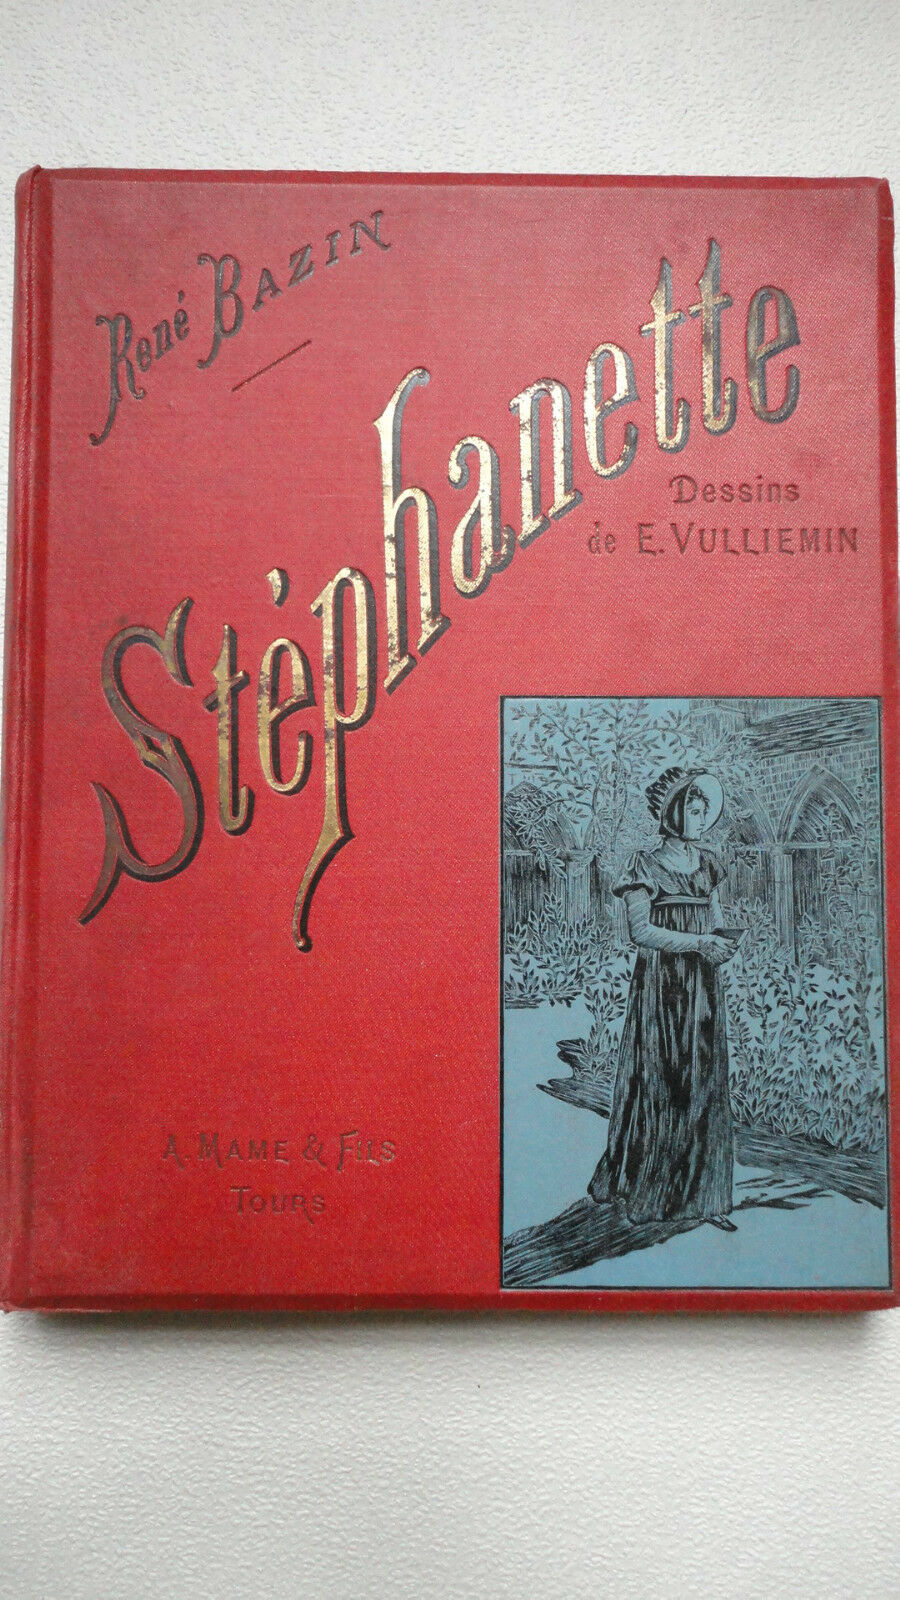 René BAZIN
Stéphanette
Dessins
de E. VULLIEMIN
A. MAME & FILS
TOURS